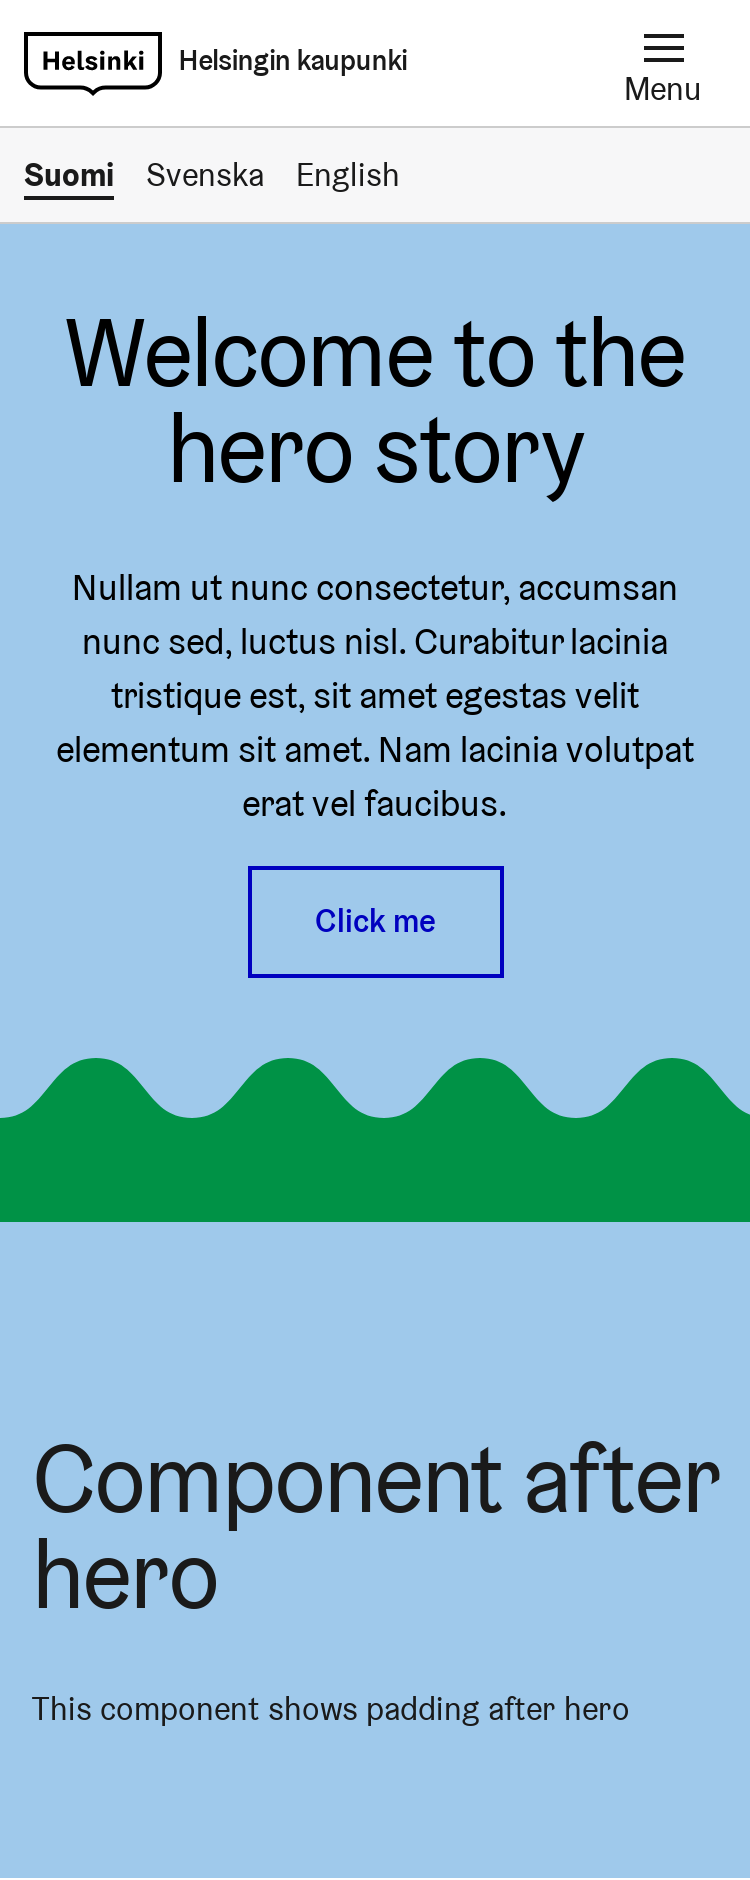 Helsinki Helsingin kaupunki
Menu
Suomi Svenska English
Welcome to the
hero story
Nullam ut nunc consectetur, accumsan
nunc sed, luctus nisl. Curabitur lacinia
tristique est, sit amet egestas velit
elementum sit amet. Nam lacinia volutpat
erat vel faucibus.
Click me
Component after
hero
This component shows padding after hero